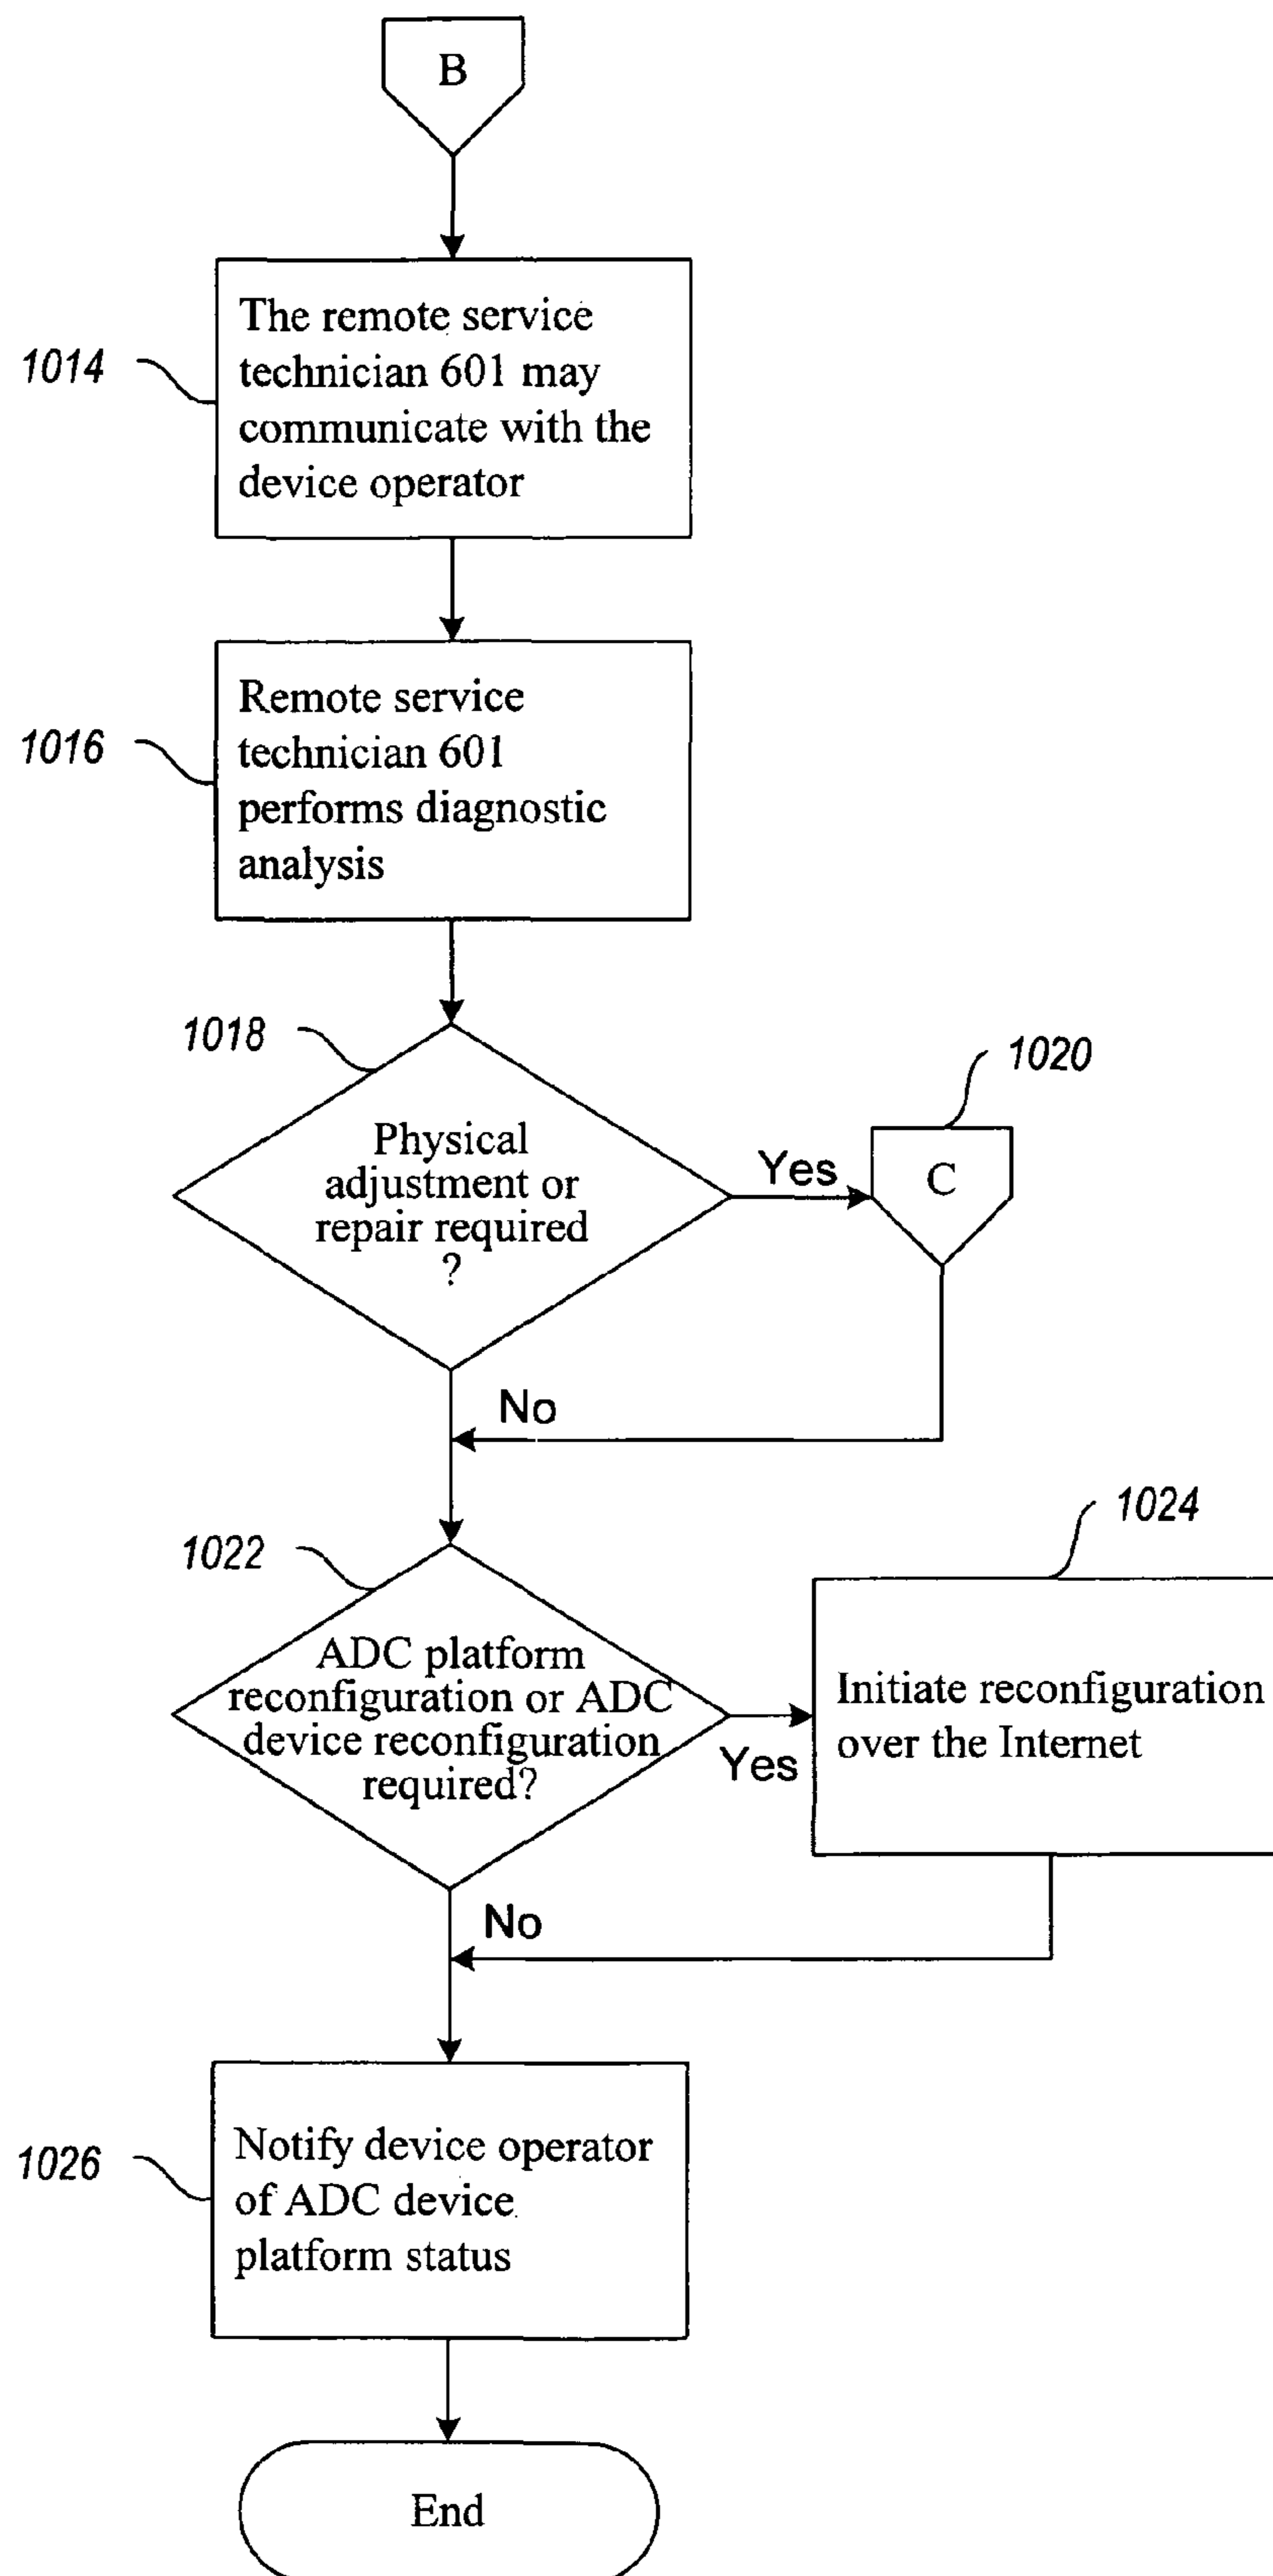 B
The remote service
technician 601 may
communicate with the
device operator
1014
Remote service
technician 601
performs diagnostic
analysis
1016
1018
Physical
adjustment or
repair required
?
Yes
1020
C
No
1022
ADC platform
reconfiguration or ADC
device reconfiguration
required?
Yes
1024
Initiate reconfiguration
over the Internet
No
1026
Notify device operator
of ADC device
platform status
End